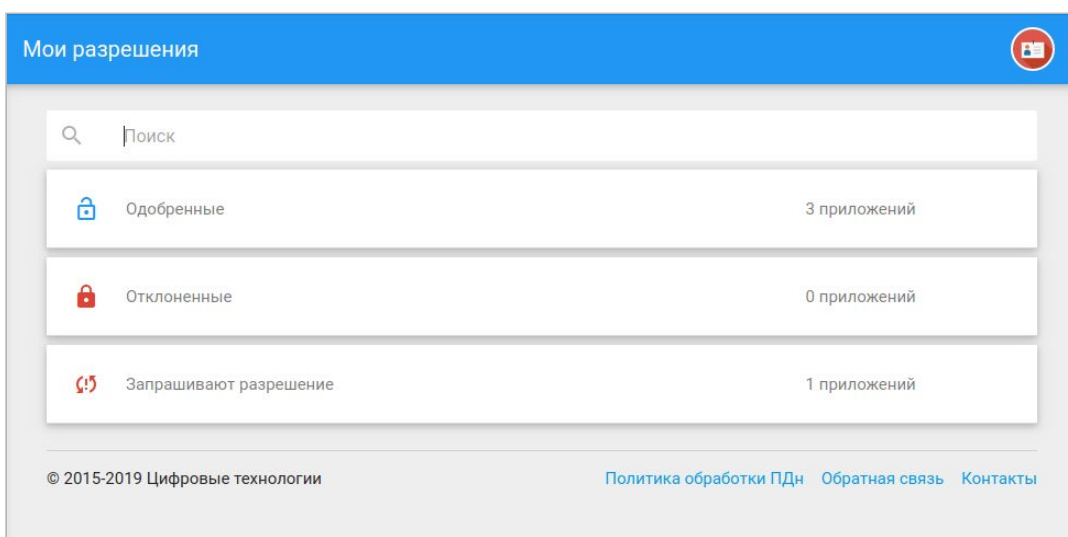 Мои разрешения
Поиск
Одобренные 3 приложений
Отклоненные 0 приложений
Запрашивают разрешение 1 приложений
© 2015-2019 Цифровые технологии Политика обработки ПДн Обратная связь Контакты